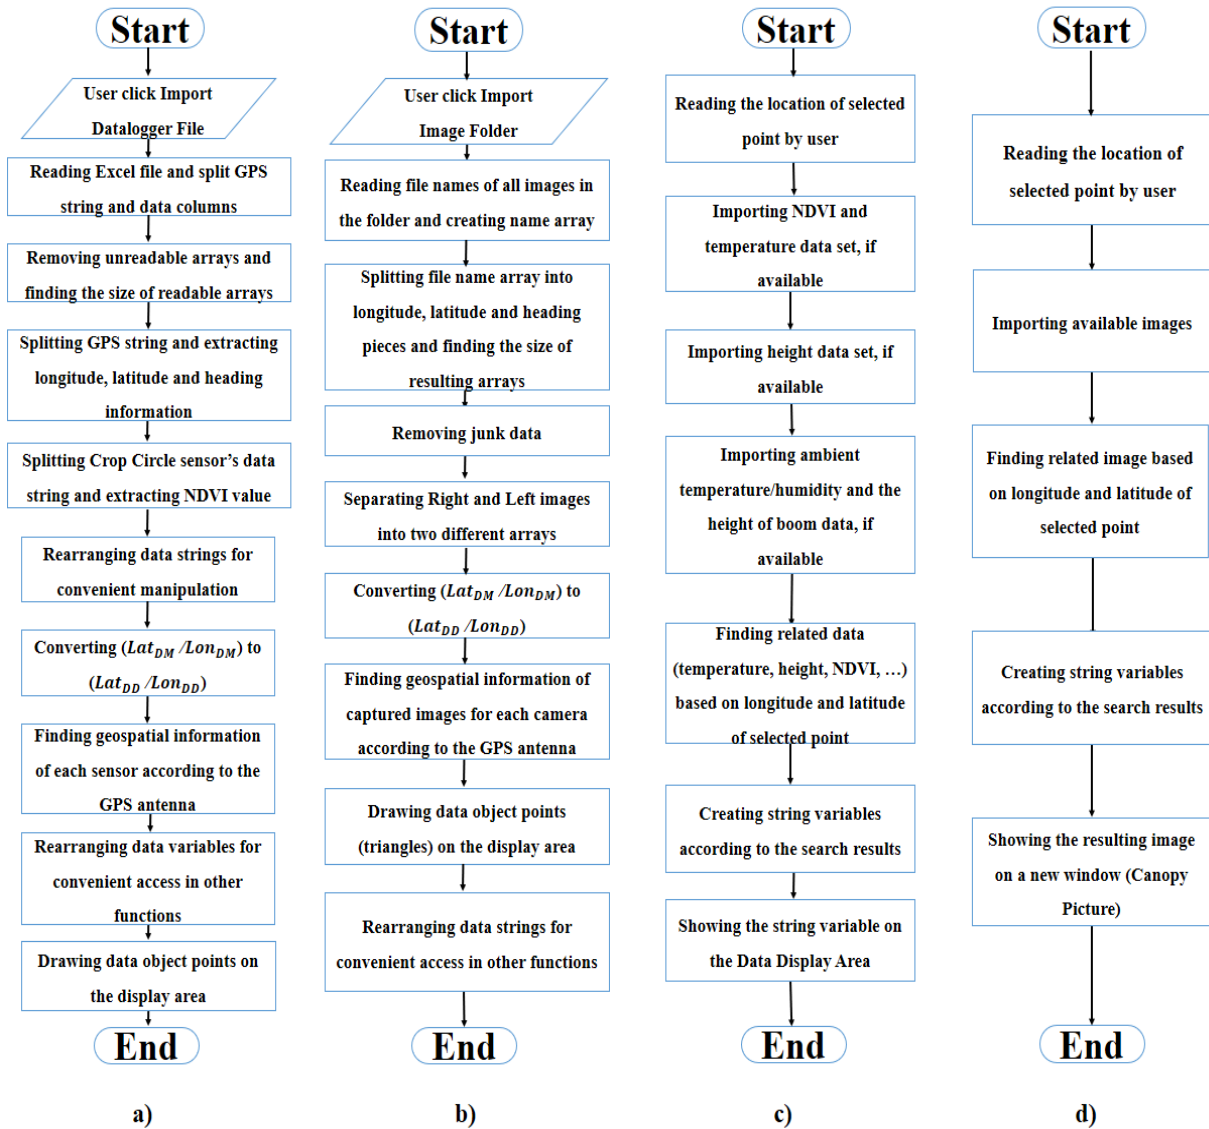 Start
User click Import
Datalogger File
Reading Excel file and split GPS
string and data columns
Removing unreadable arrays and
finding the size of readable arrays
Splitting GPS string and extracting
longitude, latitude and heading
information
Splitting Crop Circle sensor's data
string and extracting NDVI value
Rearranging data strings for
convenient manipulation
Converting (Lat_DM /Lon_DM) to
(Lat_DD /Lon_DD)
Finding geospatial information
of each sensor according to the
GPS antenna
Rearranging data variables for
convenient access in other
functions
Drawing data object points on
the display area
End
a)
Start
User click Import
Image Folder
Reading file names of all images in
the folder and creating name array
Splitting file name array into
longitude, latitude and heading
pieces and finding the size of
resulting arrays
Removing junk data
Separating Right and Left images
into two different arrays
Converting (Lat_DM /Lon_DM) to
(Lat_DD /Lon_DD)
Finding geospatial information of
captured images for each camera
according to the GPS antenna
Drawing data object points
(triangles) on the display area
Rearranging data strings for
convenient access in other functions
End
b)
Start
Reading the location of selected
point by user
Importing NDVI and
temperature data set, if
available
Importing height data set, if
available
Importing ambient
temperature/humidity and the
height of boom data, if
available
Finding related data
(temperature, height, NDVI, …)
based on longitude and latitude
of selected point
Creating string variables
according to the search results
Showing the string variable on
the Data Display Area
End
c)
Start
Reading the location of
selected point by user
Importing available images
Finding related image based
on longitude and latitude of
selected point
Creating string variables
according to the search results
Showing the resulting image
on a new window (Canopy
Picture)
End
d)